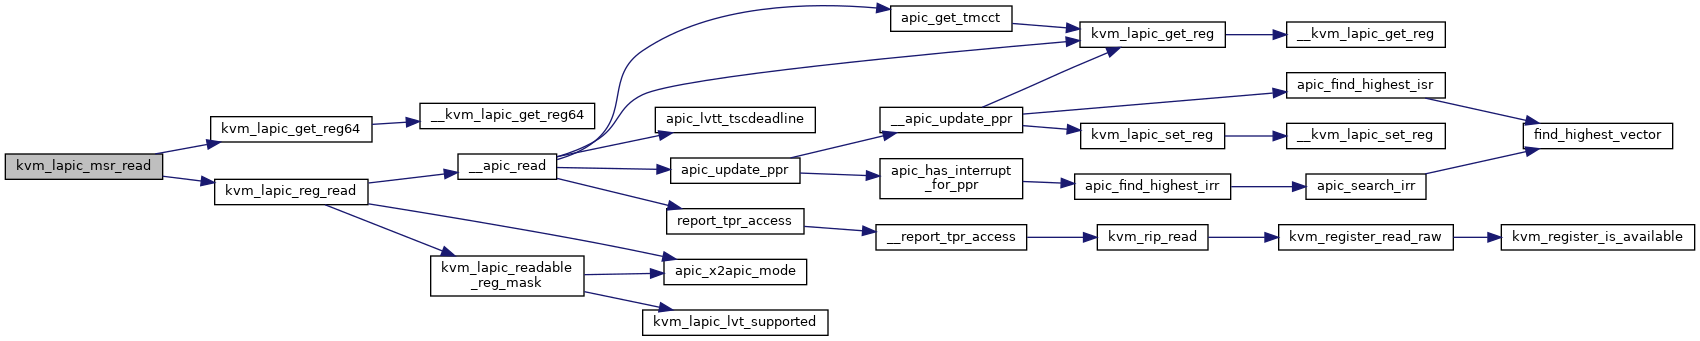 kvm_lapic_msr_read
kvm_lapic_get_reg64
kvm_lapic_reg_read
__kvm_lapic_get_reg64
__apic_read
kvm_lapic_readable
_reg_mask
apic_lvtt_tscdeadline
apic_update_ppr
report_tpr_access
apic_x2apic_mode
kvm_lapic_lvt_supported
apic_get_tmcct
__apic_update_ppr
apic_has_interrupt
_for_ppr
__report_tpr_access
kvm_lapic_get_reg
kvm_lapic_set_reg
apic_find_highest_irr
kvm_rip_read
__kvm_lapic_get_reg
apic_find_highest_isr
__kvm_lapic_set_reg
apic_search_irr
kvm_register_read_raw
find_highest_vector
kvm_register_is_available